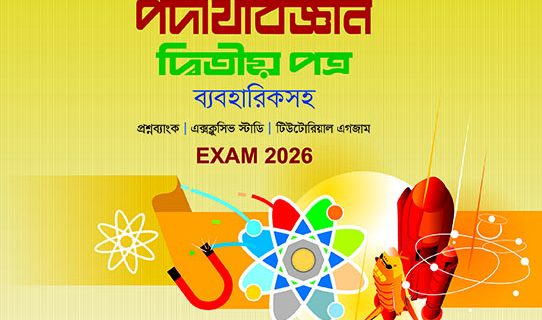 পদার্থবিজ্ঞান
দ্বিতীয় পত্র
ব্যবহারিকসহ
প্রশ্নব্যাংক | এক্সক্লুসিভ স্টাডি | টিউটোরিয়াল এগজাম
EXAM 2026